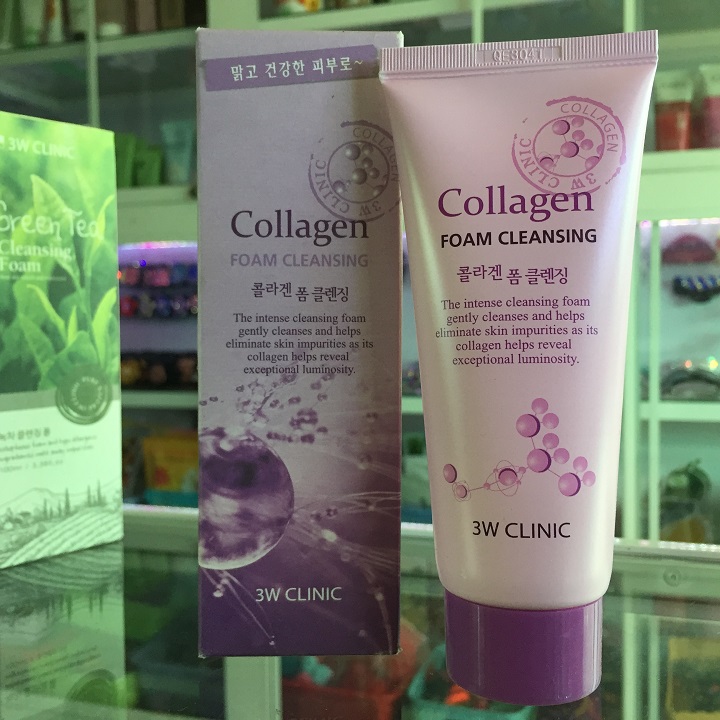 3W CLINIC
Green Tea
Cleansing
Foam
맑고 건강한 피부로~
COLLAGEN
3W CLINIC
Collagen
FOAM CLEANSING
콜라겐 폼 클렌징
The intense cleansing foam
gently cleanses and helps
eliminate skin impurities as its
collagen helps reveal
exceptional luminosity.
3W CLINIC
COLLAGEN
3W CLINIC
Collagen
FOAM CLEANSING
콜라겐 폼 클렌징
The intense cleansing foam
gently cleanses and helps
eliminate skin impurities as its
collagen helps reveal
exceptional luminosity.
3W CLINIC